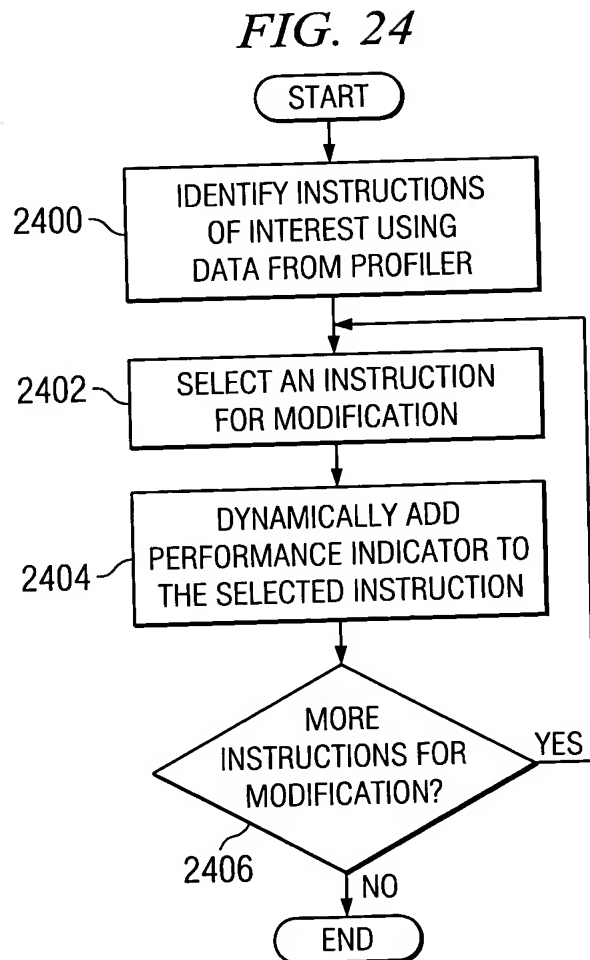 FIG. 24
START
2400
IDENTIFY INSTRUCTIONS
OF INTEREST USING
DATA FROM PROFILER
2402
SELECT AN INSTRUCTION
FOR MODIFICATION
2404
DYNAMICALLY ADD
PERFORMANCE INDICATOR TO
THE SELECTED INSTRUCTION
MORE
INSTRUCTIONS FOR
MODIFICATION?
YES
2406
NO
END